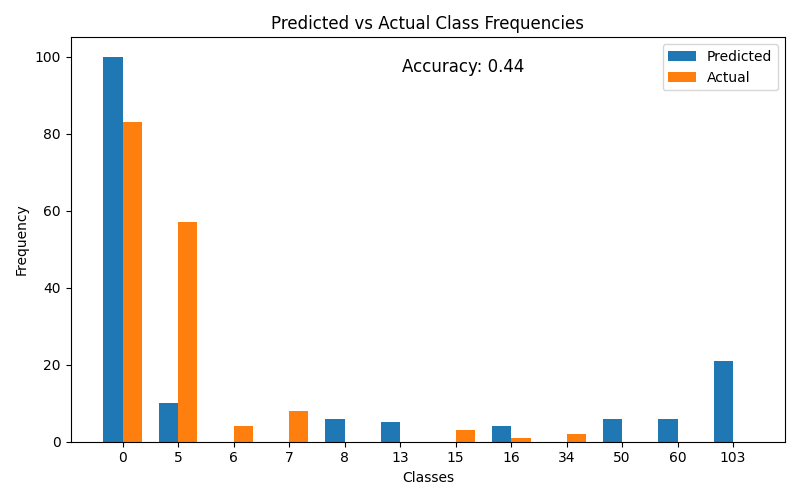 Predicted vs Actual Class Frequencies
Accuracy: 0.44
Predicted
Actual
Frequency
100
80
60
40
20
0
0 5 6 7 8 13 15 16 34 50 60 103
Classes